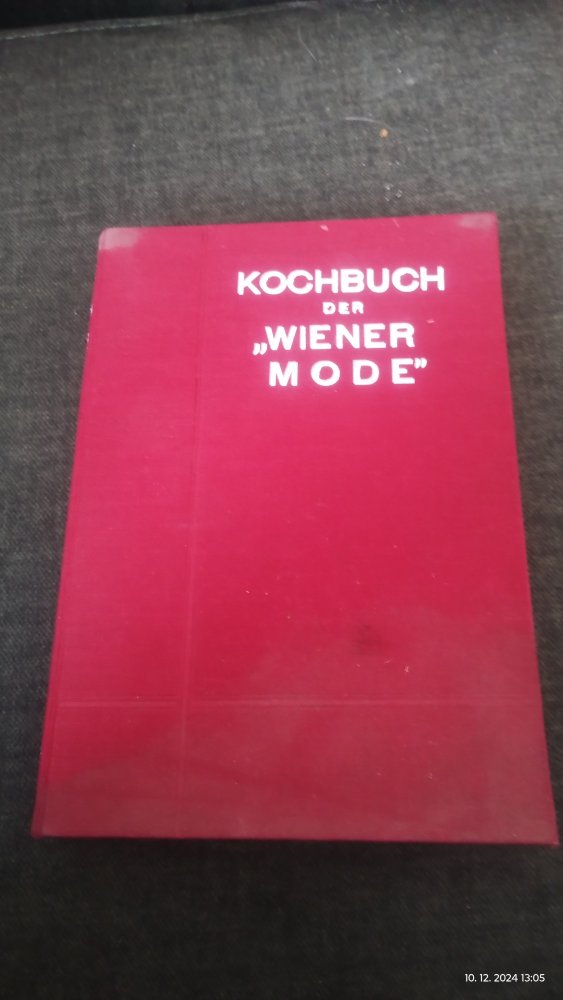 KOCHBUCH
DER
„WIENER
MODE”
10. 12. 2024 13:05